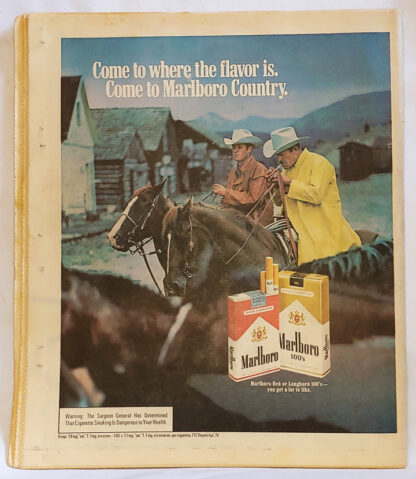 Come to where the flavor is.
Come to Marlboro Country.
Marlboro
Marlboro
100's
Marlboro Red or Longhorn 100's—
you get a lot to like.
Warning: The Surgeon General Has Determined
That Cigarette Smoking Is Dangerous to Your Health.